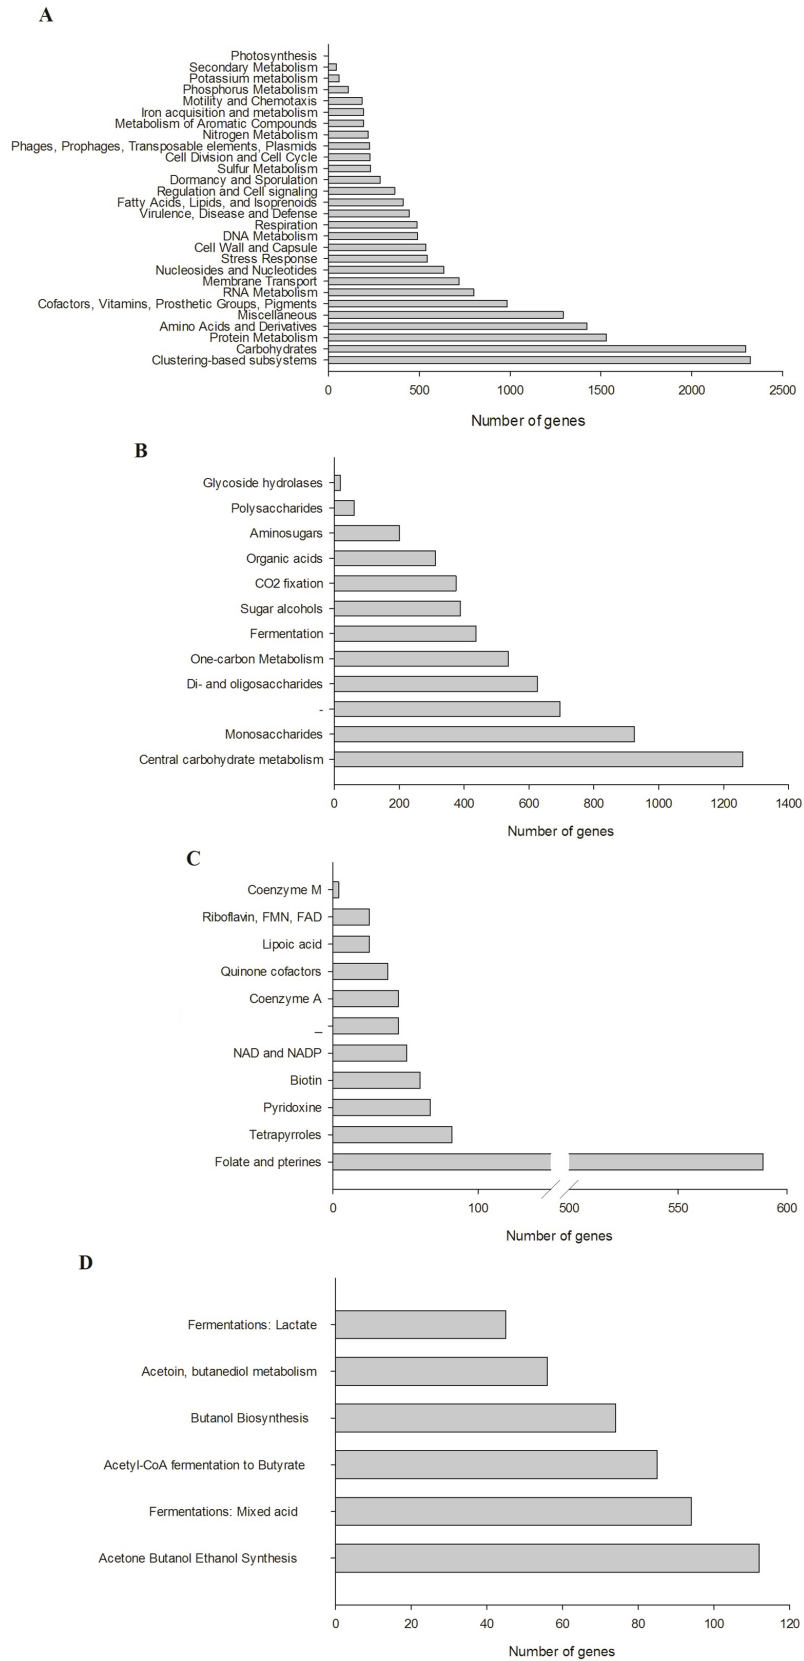 A
Photosynthesis
Secondary Metabolism
Potassium metabolism
Phosphorus Metabolism
Motility and Chemotaxis
Iron acquisition and metabolism
Metabolism of Aromatic Compounds
Nitrogen Metabolism
Phages, Prophages, Transposable elements, Plasmids
Cell Division and Cell Cycle
Sulfur Metabolism
Dormancy and Sporulation
Regulation and Cell signaling
Fatty Acids, Lipids, and Isoprenoids
Virulence, Disease and Defense
Respiration
DNA Metabolism
Cell Wall and Capsule
Stress Response
Nucleosides and Nucleotides
Membrane Transport
RNA Metabolism
Cofactors, Vitamins, Prosthetic Groups, Pigments
Miscellaneous
Amino Acids and Derivatives
Protein Metabolism
Carbohydrates
Clustering-based subsystems
0 500 1000 1500 2000 2500
Number of genes
B
Glycoside hydrolases
Polysaccharides
Aminosugars
Organic acids
CO2 fixation
Sugar alcohols
Fermentation
One-carbon Metabolism
Di- and oligosaccharides
-
Monosaccharides
Central carbohydrate metabolism
0 200 400 600 800 1000 1200 1400
Number of genes
C
Coenzyme M
Riboflavin, FMN, FAD
Lipoic acid
Quinone cofactors
Coenzyme A
_
NAD and NADP
Biotin
Pyridoxine
Tetrapyrroles
Folate and pterines
0 100 500 550 600
Number of genes
D
Fermentations: Lactate
Acetoin, butanediol metabolism
Butanol Biosynthesis
Acetyl-CoA fermentation to Butyrate
Fermentations: Mixed acid
Acetone Butanol Ethanol Synthesis
0 20 40 60 80 100 120
Number of genes